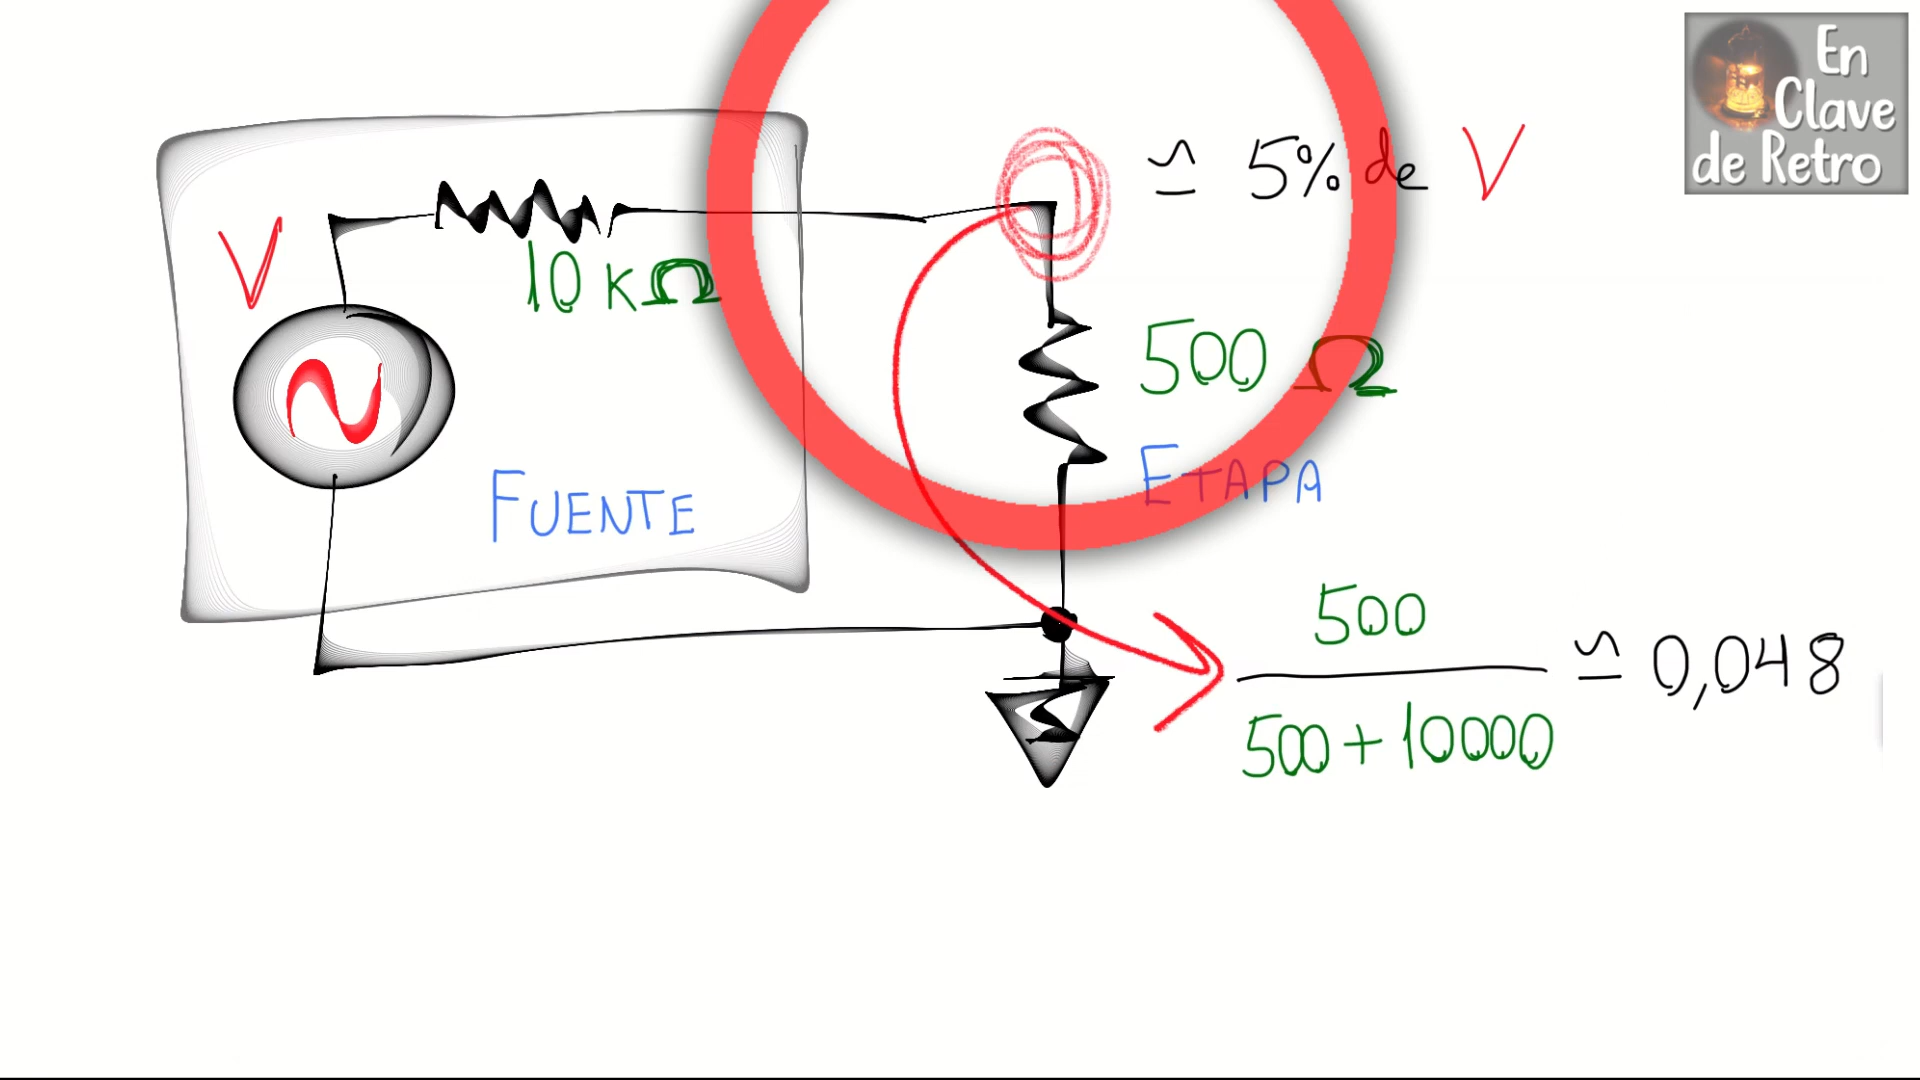 En
Clave
de Retro
≃ 5% de V
V
10 KΩ
500 Ω
ETAPA
FUENTE
500
500 + 10000
≃ 0,048